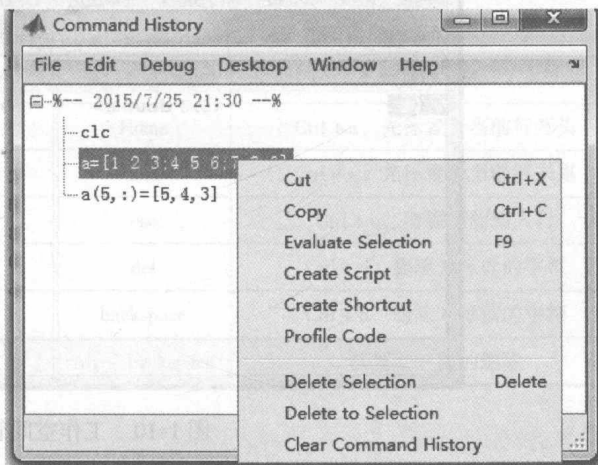 Command History
File Edit Debug Desktop Window Help
%-- 2015/7/25 21:30 --%
clc
a=[1 2 3;4 5 6;7
a(5,:)=[5,4,3]
Cut Ctrl+X
Copy Ctrl+C
Evaluate Selection F9
Create Script
Create Shortcut
Profile Code
Delete Selection Delete
Delete to Selection
Clear Command History